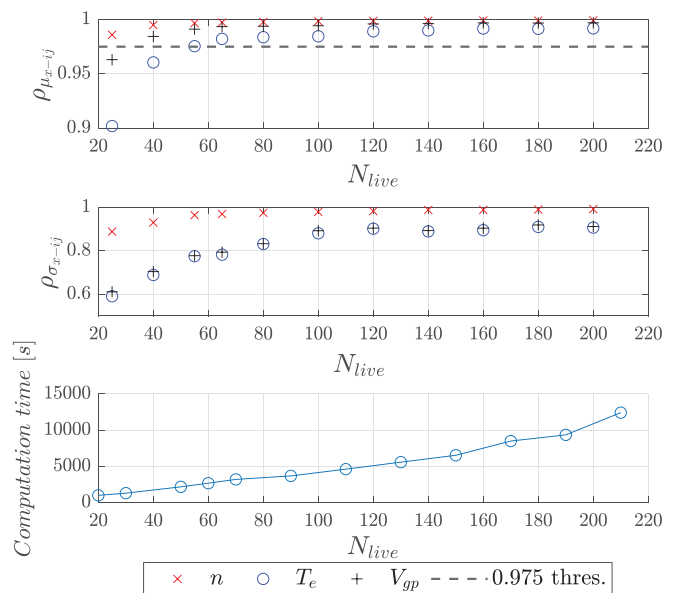 1
0.95
0.9
ρ_{μ_{x−ij}}
20 40 60 80 100 120 140 160 180 200 220
N_{live}
1
0.8
0.6
ρ_{σ_{x−ij}}
20 40 60 80 100 120 140 160 180 200 220
N_{live}
15000
10000
5000
0
Computation time [s]
20 40 60 80 100 120 140 160 180 200 220
N_{live}
n T_e V_{gp} 0.975 thres.